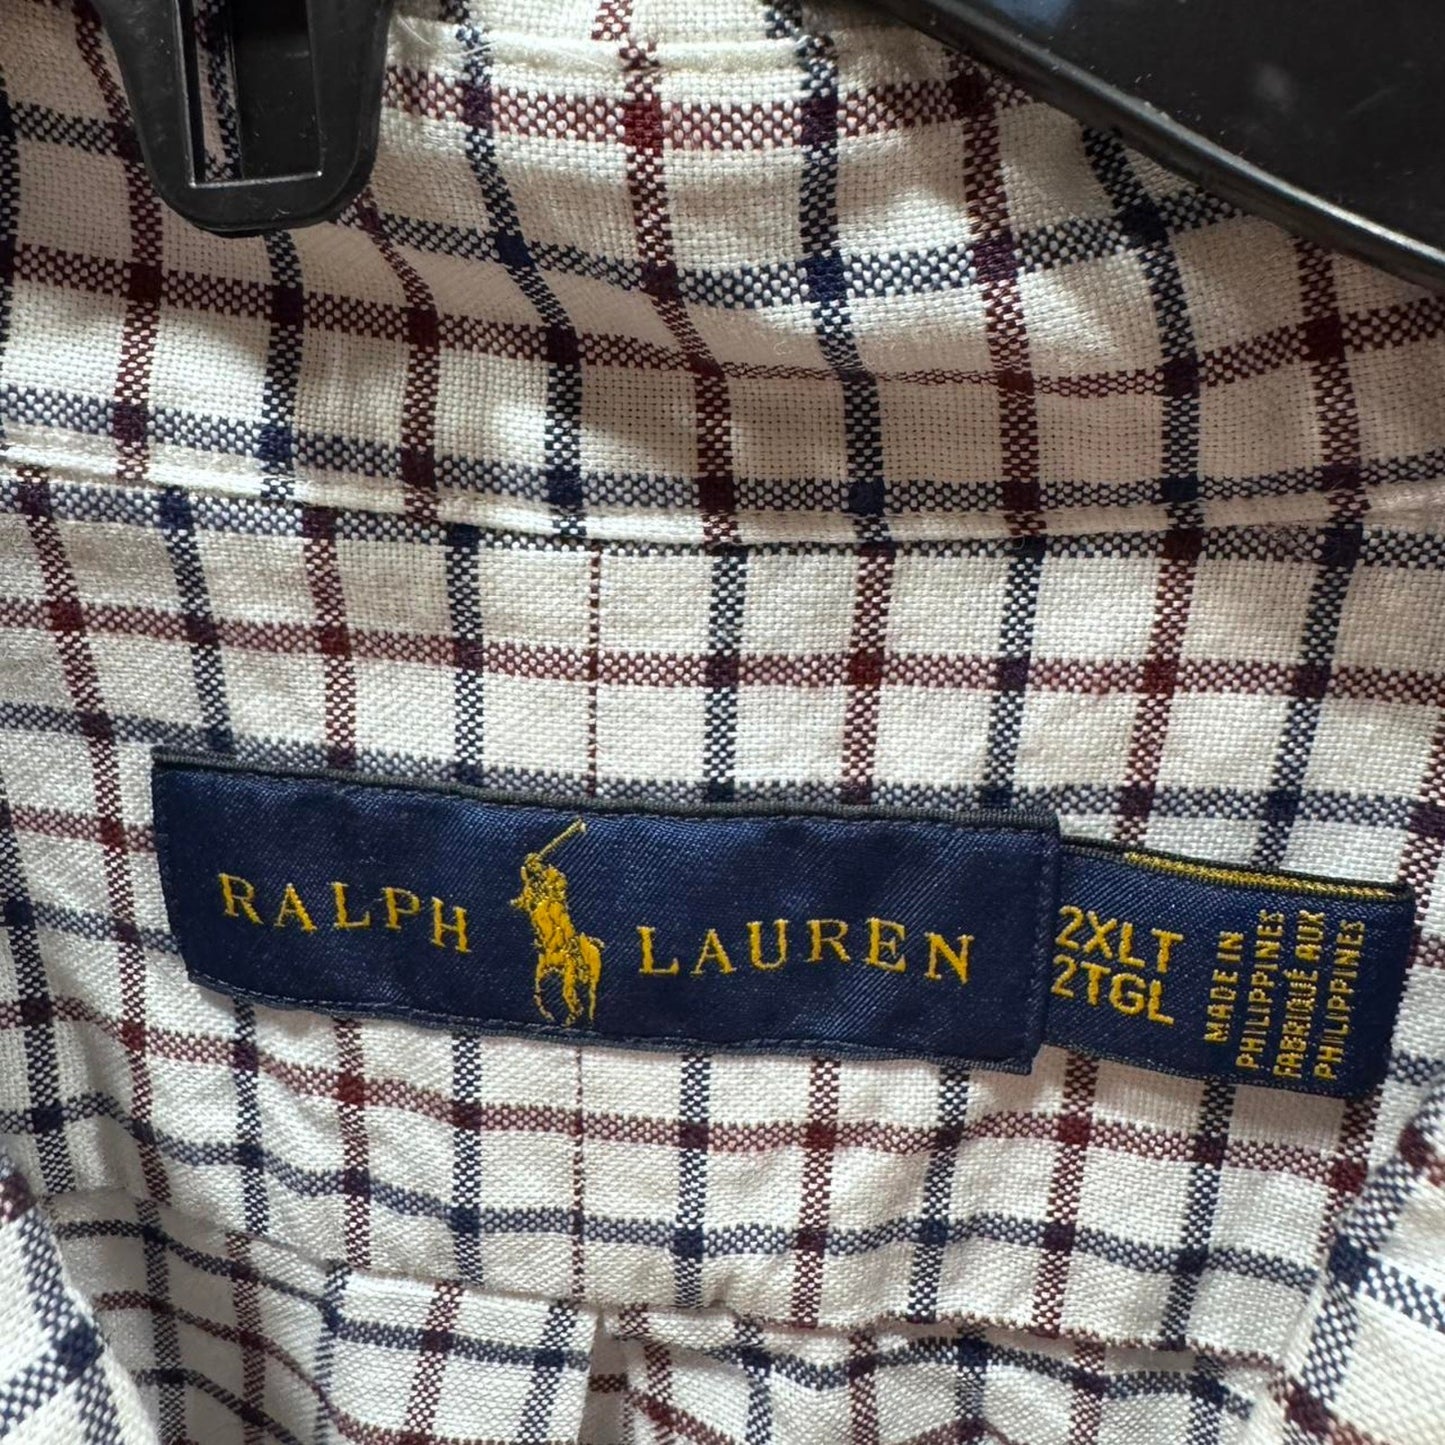 RALPH LAUREN
2XLT
2TGL
MADE IN
PHILIPPINES
FABRIQUÉ AUX
PHILIPPINES